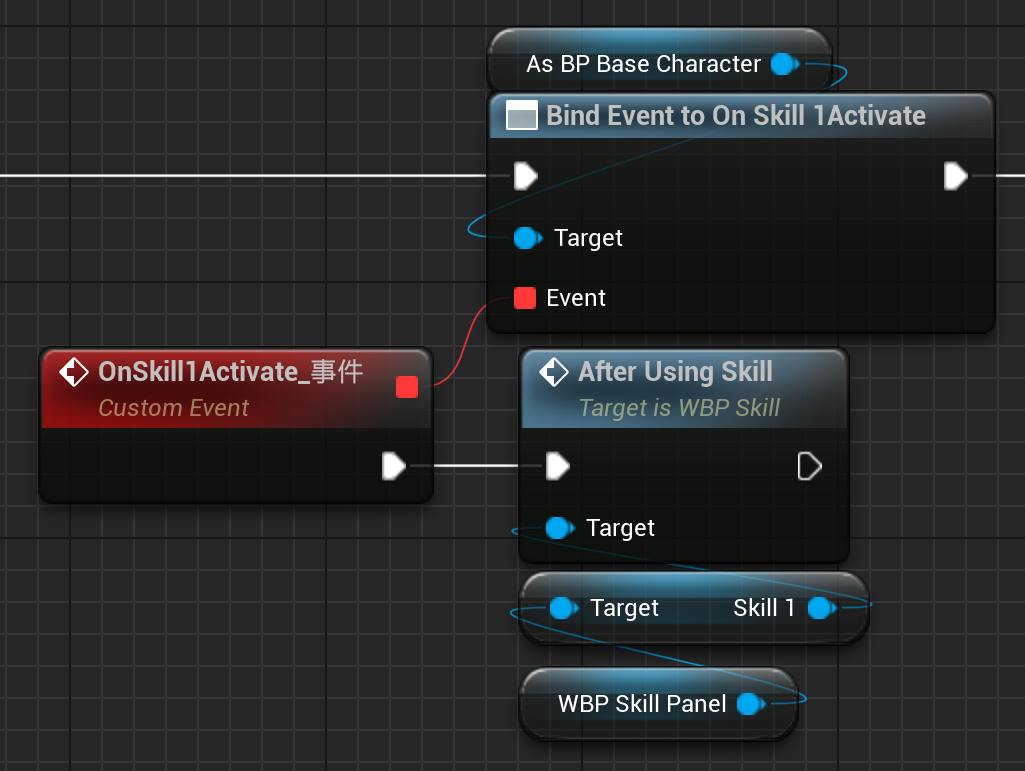 As BP Base Character
Bind Event to On Skill 1Activate
Target
Event
OnSkill1Activate_事件
Custom Event
After Using Skill
Target is WBP Skill
Target
Target Skill 1
WBP Skill Panel